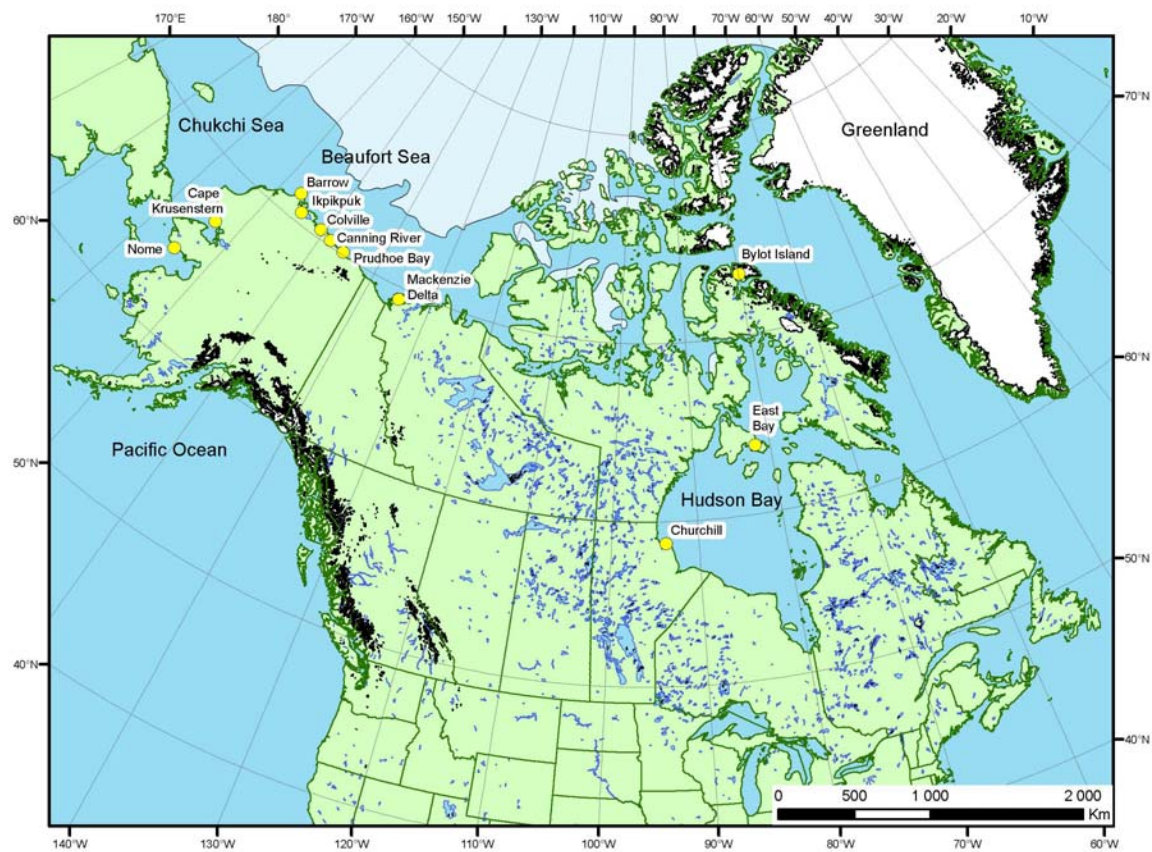 170°E
180°
170°W
160°W
150°W
130°W
110°W
90°W
70°W
60°W
50°W
40°W
30°W
20°W
10°W
70°N
Chukchi Sea
Greenland
Beaufort Sea
Barrow
Cape
Krusenstern
Ikpikpuk
60°N
Colville
Canning River
Nome
Prudhoe Bay
Bylot Island
Mackenzie
Delta
60°N
East
Bay
Pacific Ocean
50°N
Hudson Bay
Churchill
50°N
40°N
40°N
0
500
1 000
2 000
Km
140°W
130°W
120°W
110°W
100°W
90°W
80°W
70°W
60°W